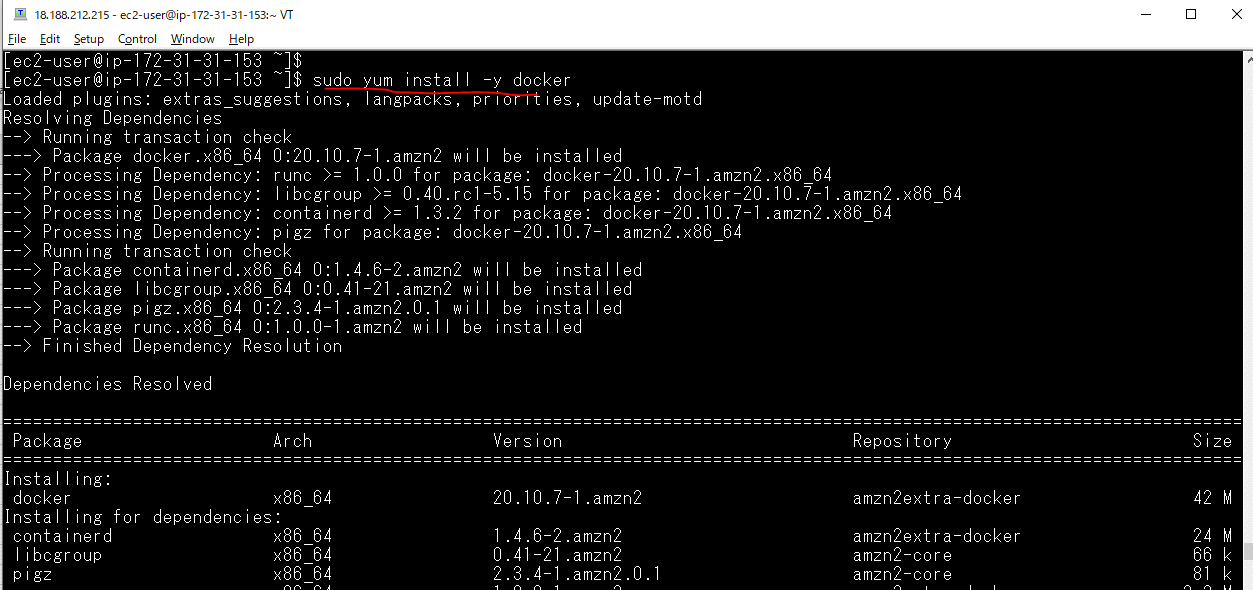 18.188.212.215 - ec2-user@ip-172-31-31-153:~ VT
File Edit Setup Control Window Help
[ec2-user@ip-172-31-31-153 ~]$
[ec2-user@ip-172-31-31-153 ~]$ sudo yum install -y docker
Loaded plugins: extras_suggestions, langpacks, priorities, update-motd
Resolving Dependencies
--> Running transaction check
---> Package docker.x86_64 0:20.10.7-1.amzn2 will be installed
--> Processing Dependency: runc >= 1.0.0 for package: docker-20.10.7-1.amzn2.x86_64
--> Processing Dependency: libcgroup >= 0.40.rc1-5.15 for package: docker-20.10.7-1.amzn2.x86_64
--> Processing Dependency: containerd >= 1.3.2 for package: docker-20.10.7-1.amzn2.x86_64
--> Processing Dependency: pigz for package: docker-20.10.7-1.amzn2.x86_64
--> Running transaction check
---> Package containerd.x86_64 0:1.4.6-2.amzn2 will be installed
---> Package libcgroup.x86_64 0:0.41-21.amzn2 will be installed
---> Package pigz.x86_64 0:2.3.4-1.amzn2.0.1 will be installed
---> Package runc.x86_64 0:1.0.0-1.amzn2 will be installed
--> Finished Dependency Resolution
Dependencies Resolved
Package Arch Version Repository Size
Installing:
docker x86_64 20.10.7-1.amzn2 amzn2extra-docker 42 M
Installing for dependencies:
containerd x86_64 1.4.6-2.amzn2 amzn2extra-docker 24 M
libcgroup x86_64 0.41-21.amzn2 amzn2-core 66 k
pigz x86_64 2.3.4-1.amzn2.0.1 amzn2-core 81 k